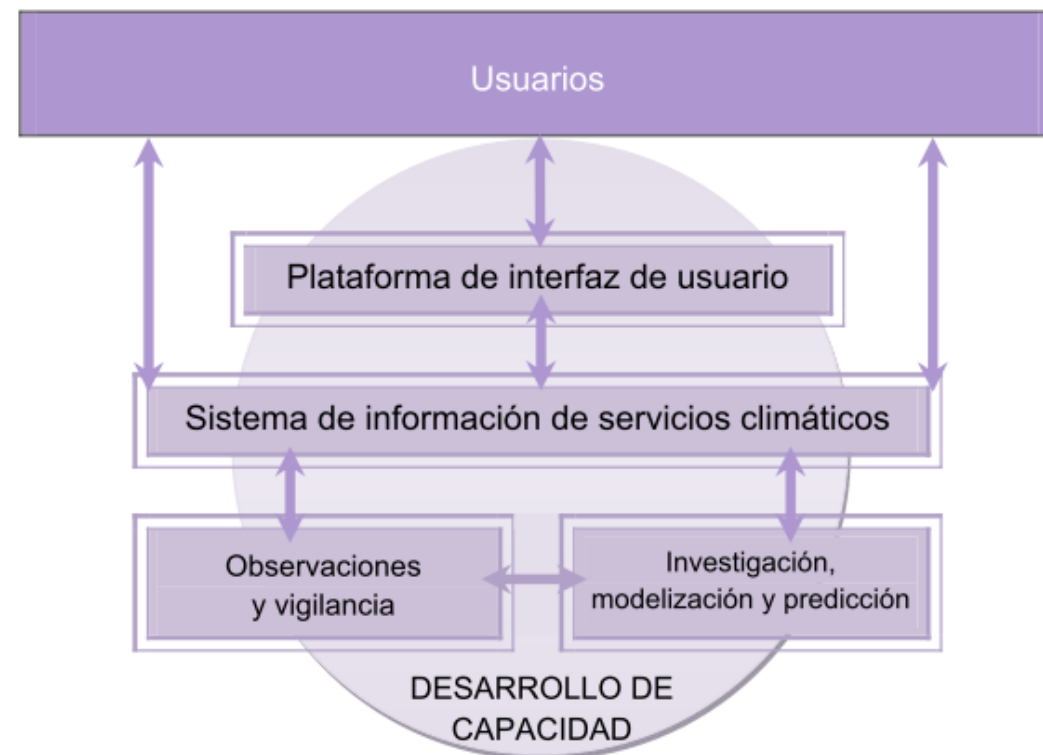 Usuarios
Plataforma de interfaz de usuario
Sistema de información de servicios climáticos
Observaciones
y vigilancia
Investigación,
modelización y predicción
DESARROLLO DE
CAPACIDAD